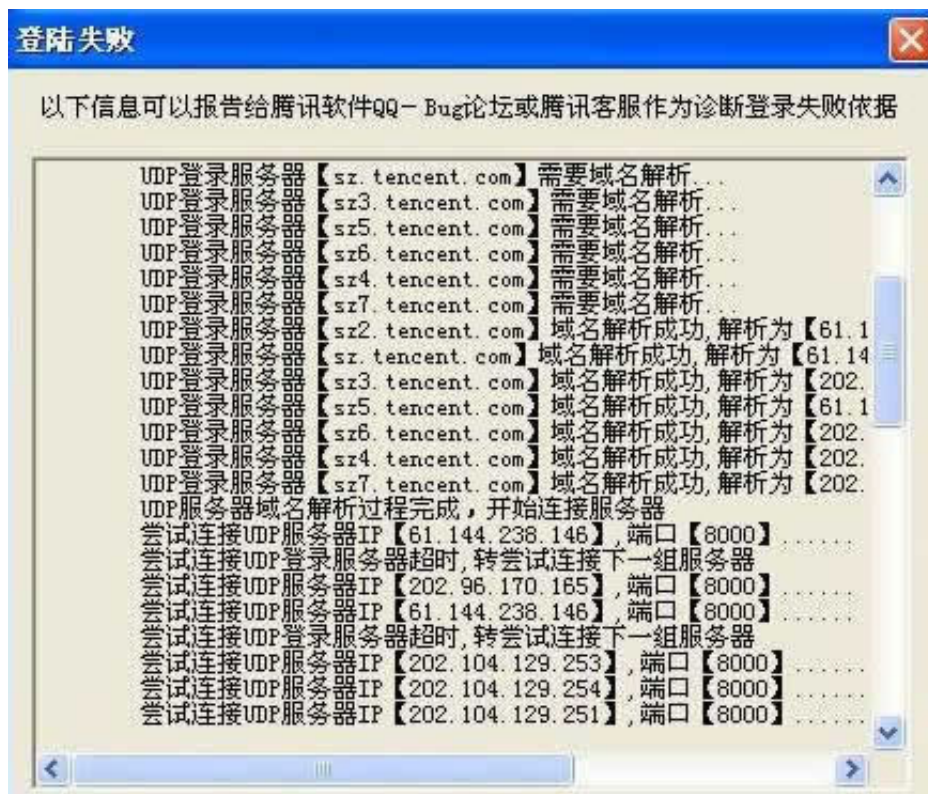 登陆失败
以下信息可以报告给腾讯软件QQ－Bug论坛或腾讯客服作为诊断登录失败依据
UDP登录服务器【sz.tencent.com】需要域名解析...
UDP登录服务器【sz3.tencent.com】需要域名解析...
UDP登录服务器【sz5.tencent.com】需要域名解析...
UDP登录服务器【sz6.tencent.com】需要域名解析...
UDP登录服务器【sz4.tencent.com】需要域名解析...
UDP登录服务器【sz7.tencent.com】需要域名解析...
UDP登录服务器【sz2.tencent.com】域名解析成功,解析为【61.1
UDP登录服务器【sz.tencent.com】域名解析成功,解析为【61.14
UDP登录服务器【sz3.tencent.com】域名解析成功,解析为【202.
UDP登录服务器【sz5.tencent.com】域名解析成功,解析为【61.1
UDP登录服务器【sz6.tencent.com】域名解析成功,解析为【202.
UDP登录服务器【sz4.tencent.com】域名解析成功,解析为【202.
UDP登录服务器【sz7.tencent.com】域名解析成功,解析为【202.
UDP服务器域名解析过程完成，开始连接服务器
尝试连接UDP服务器IP【61.144.238.146】,端口【8000】......
尝试连接UDP登录服务器超时,转尝试连接下一组服务器
尝试连接UDP服务器IP【202.96.170.165】,端口【8000】......
尝试连接UDP服务器IP【61.144.238.146】,端口【8000】......
尝试连接UDP登录服务器超时,转尝试连接下一组服务器
尝试连接UDP服务器IP【202.104.129.253】,端口【8000】......
尝试连接UDP服务器IP【202.104.129.254】,端口【8000】......
尝试连接UDP服务器IP【202.104.129.251】,端口【8000】......